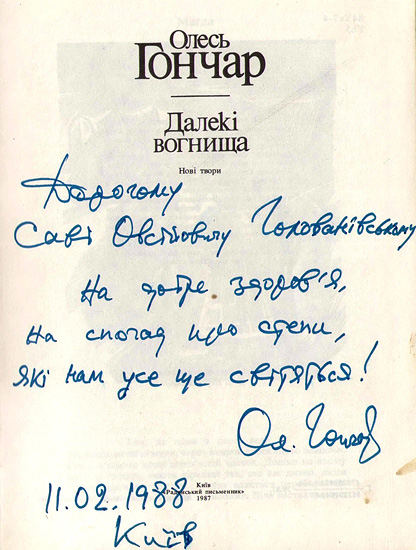 Олесь
Гончар
Далекі
вогнища
Нові твори
Дорогому
Саві Овсійовичу Голованівському
На добре здоров'я,
на спогад про степи,
які нам усе ще світяться!
Ол. Гончар
Київ
«Радянський письменник»
1987
11.02.1988
Київ